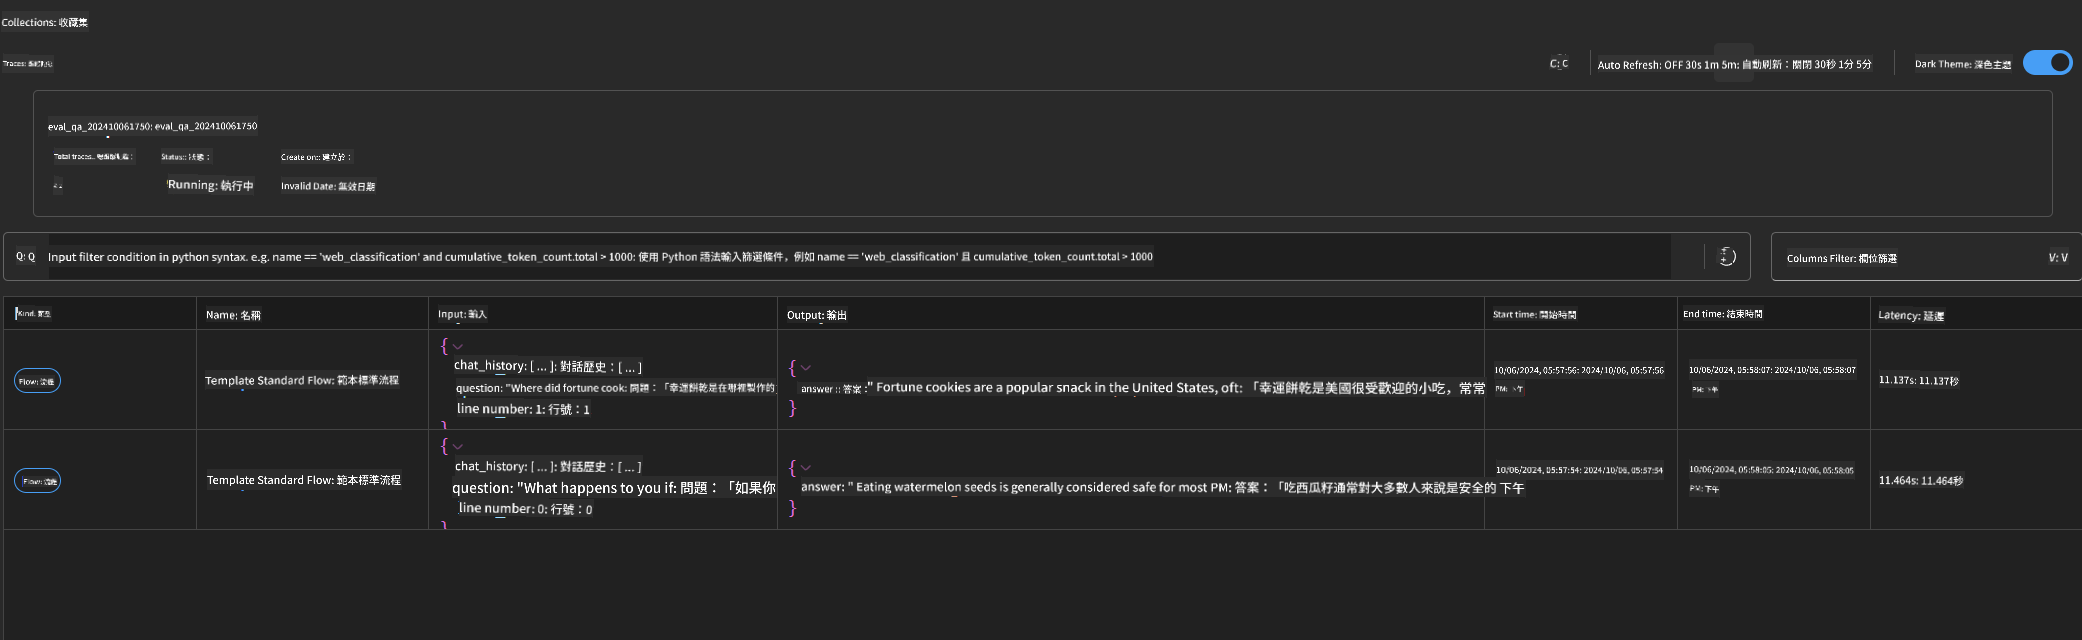 Collections: 收藏集
Traces:
C: C
Auto Refresh: OFF 30s 1m 5m: 自動刷新：關閉 30秒 1分 5分
Dark Theme: 深色主題
eval_qa_202410061750: eval_qa_202410061750
Total traces:
Status:: 狀態：
Create on:: 建立於：
Running: 執行中
Invalid Date: 無效日期
Q: Q
Input filter condition in python syntax. e.g. name == 'web_classification' and cumulative_token_count.total > 1000: 使用 Python 語法輸入篩選條件，例如 name == 'web_classification' 且 cumulative_token_count.total > 1000
Columns Filter: 欄位篩選
V: V
Kind: 類型
Name: 名稱
Input: 輸入
Output: 輸出
Start time: 開始時間
End time: 結束時間
Latency: 延遲
Flow: 流程
Template Standard Flow: 範本標準流程
{
chat_history: [ ... ]: 對話歷史：[ ... ]
question: "Where did fortune cook: 問題：「幸運餅乾是在哪裡製作的
line number: 1: 行號：1
}
{
answer :: 答案 :" Fortune cookies are a popular snack in the United States, oft: 「幸運餅乾是美國很受歡迎的小吃，常常
}
10/06/2024, 05:57:56: 2024/10/06, 05:57:56
PM: 下午
10/06/2024, 05:58:07: 2024/10/06, 05:58:07
PM: 下午
11.137s: 11.137秒
Flow: 流程
Template Standard Flow: 範本標準流程
{
chat_history: [ ... ]: 對話歷史：[ ... ]
question: "What happens to you if: 問題：「如果你
line number: 0: 行號：0
}
{
answer: " Eating watermelon seeds is generally considered safe for most PM: 答案：「吃西瓜籽通常對大多數人來說是安全的 下午
}
10/06/2024, 05:57:54: 2024/10/06, 05:57:54
10/06/2024, 05:58:05: 2024/10/06, 05:58:05
PM: 下午
11.464s: 11.464秒